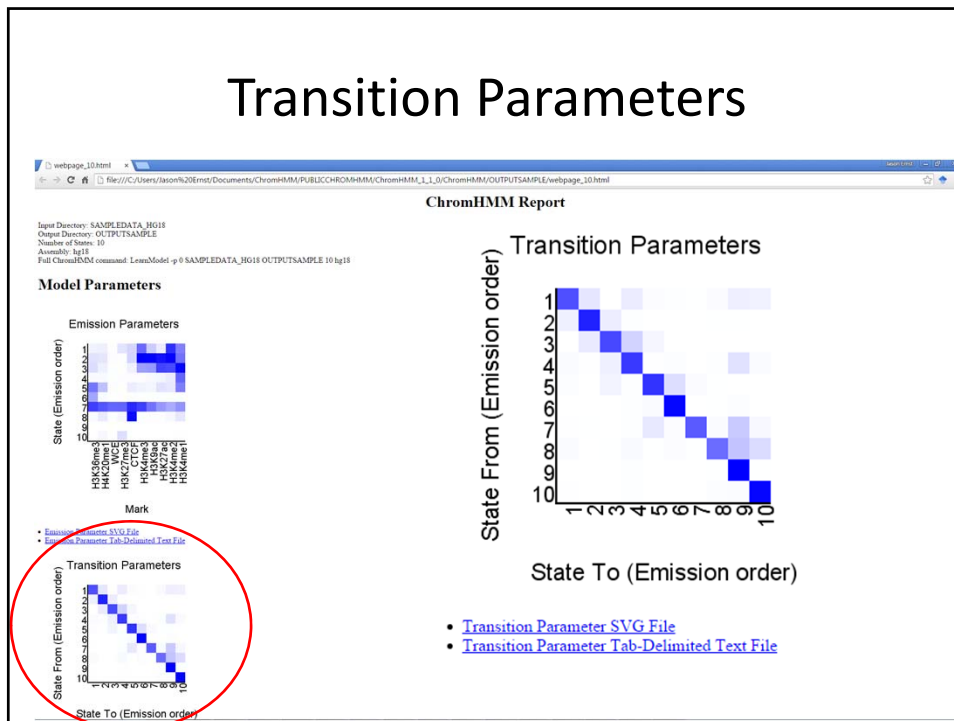 Transition Parameters
webpage_10.html
file:///C:/Users/Jason%20Ernst/Documents/ChromHMM/PUBLICCHROMHMM/ChromHMM_1_1_0/ChromHMM/OUTPUTSAMPLE/webpage_10.html
ChromHMM Report
Input Directory: SAMPLEDATA_HG18
Output Directory: OUTPUTSAMPLE
Number of States: 10
Assembly: hg18
Full ChromHMM command: LearnModel -p 0 SAMPLEDATA_HG18 OUTPUTSAMPLE 10 hg18
Model Parameters
Emission Parameters
State (Emission order)
1
2
3
4
5
6
7
8
9
10
H3K36me3
H4K20me1
WCE
H3K27me3
CTCF
H3K4me3
H3K9ac
H3K27ac
H3K4me2
H3K4me1
Mark
Emission Parameter SVG File
Emission Parameter Tab-Delimited Text File
Transition Parameters
State From (Emission order)
1
2
3
4
5
6
7
8
9
10
1 2 3 4 5 6 7 8 9 10
State To (Emission order)
Transition Parameters
State From (Emission order)
1
2
3
4
5
6
7
8
9
10
1 2 3 4 5 6 7 8 9 10
State To (Emission order)
Transition Parameter SVG File
Transition Parameter Tab-Delimited Text File